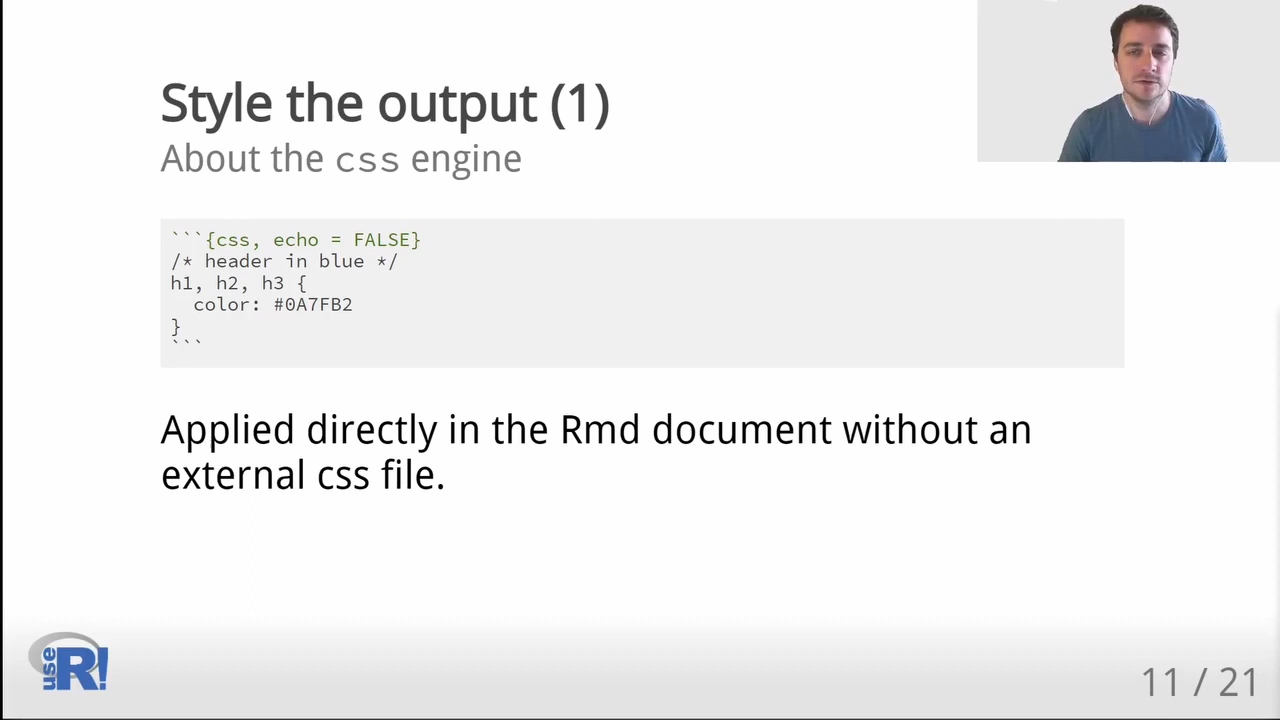 Style the output (1)
About the css engine
```{css, echo = FALSE}
/* header in blue */
h1, h2, h3 {
  color: #0A7FB2
}
```
Applied directly in the Rmd document without an
external css file.
use R!
11 / 21